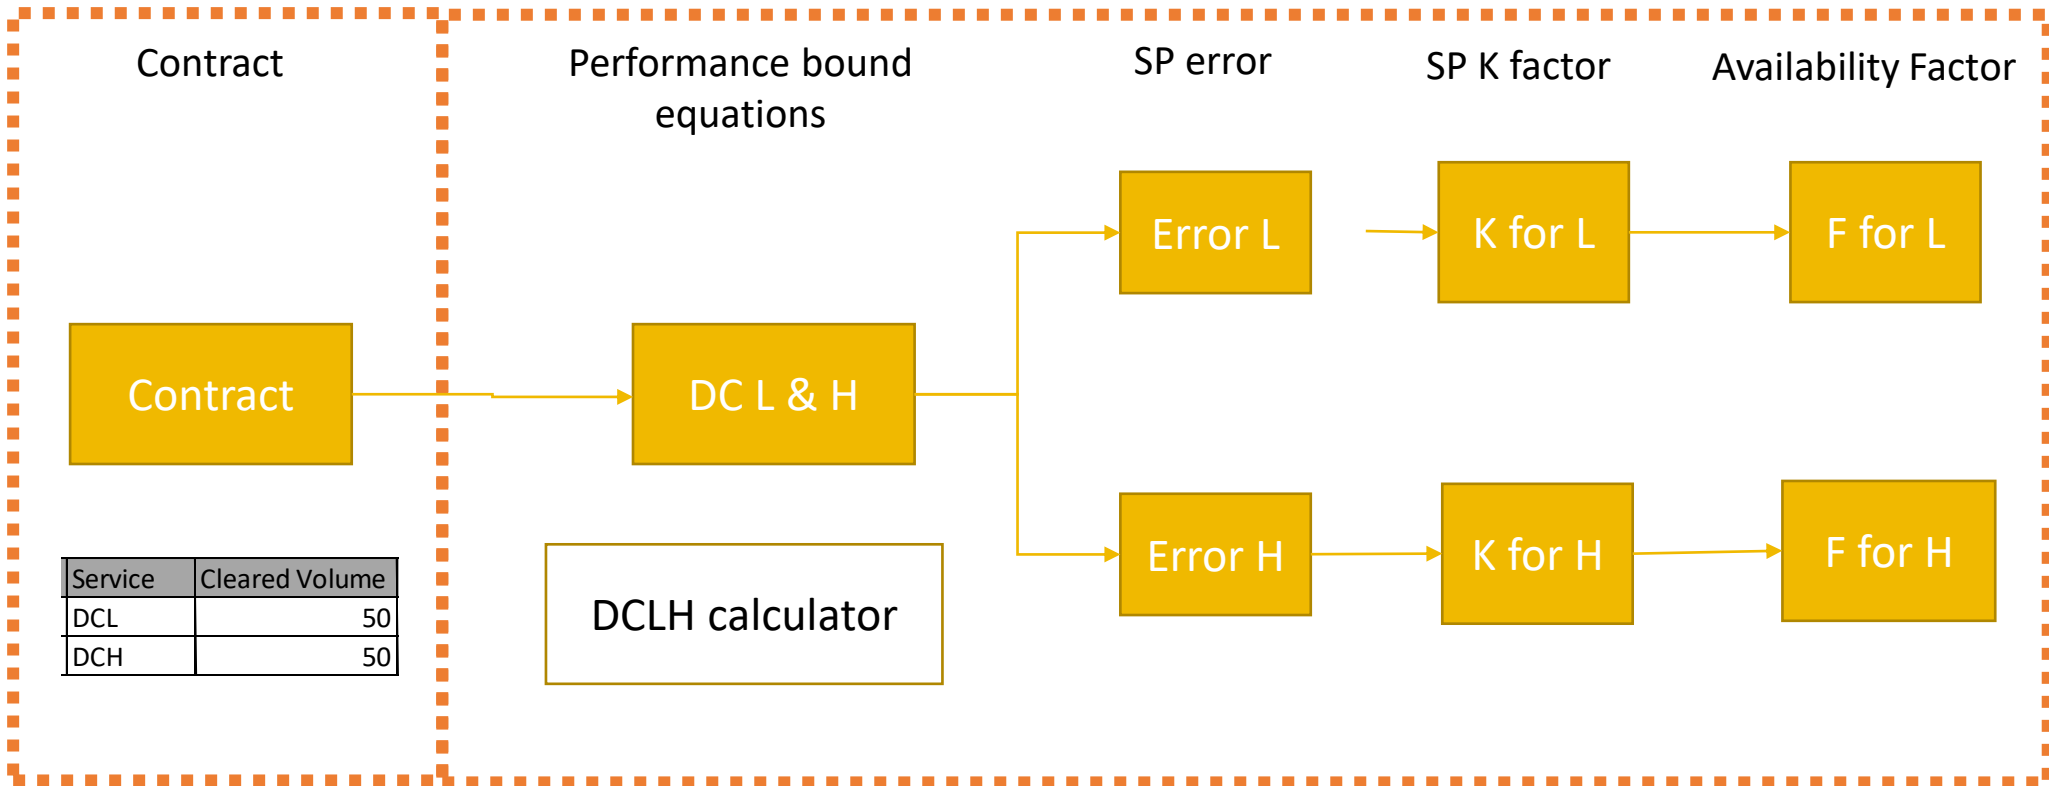 Contract
Performance bound
equations
SP error
SP K factor
Availability Factor
Error L
K for L
F for L
Contract
DC L & H
Error H
K for H
F for H
Service Cleared Volume
DCL 50
DCH 50
DCLH calculator